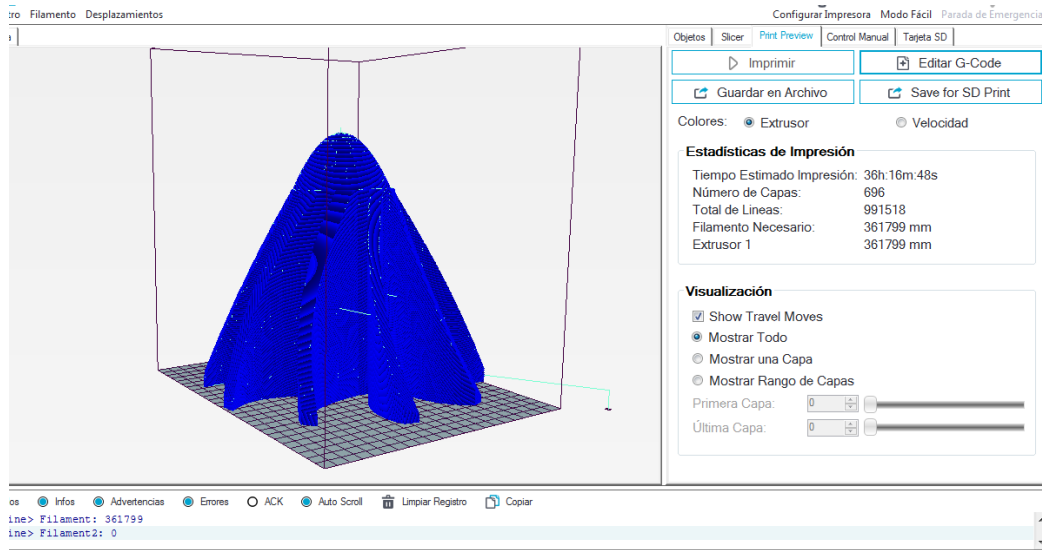 tro Filamento Desplazamientos
Configurar Impresora Modo Fácil Parada de Emergencia
Objetos Slicer Print Preview Control Manual Tarjeta SD
Imprimir Editar G-Code
Guardar en Archivo Save for SD Print
Colores: Extrusor Velocidad
Estadísticas de Impresión
Tiempo Estimado Impresión: 36h:16m:48s
Número de Capas: 696
Total de Lineas: 991518
Filamento Necesario: 361799 mm
Extrusor 1 361799 mm
Visualización
Show Travel Moves
Mostrar Todo
Mostrar una Capa
Mostrar Rango de Capas
Primera Capa: 0
Última Capa: 0
os Infos Advertencias Errores ACK Auto Scroll Limpiar Registro Copiar
ine> Filament: 361799
ine> Filament2: 0